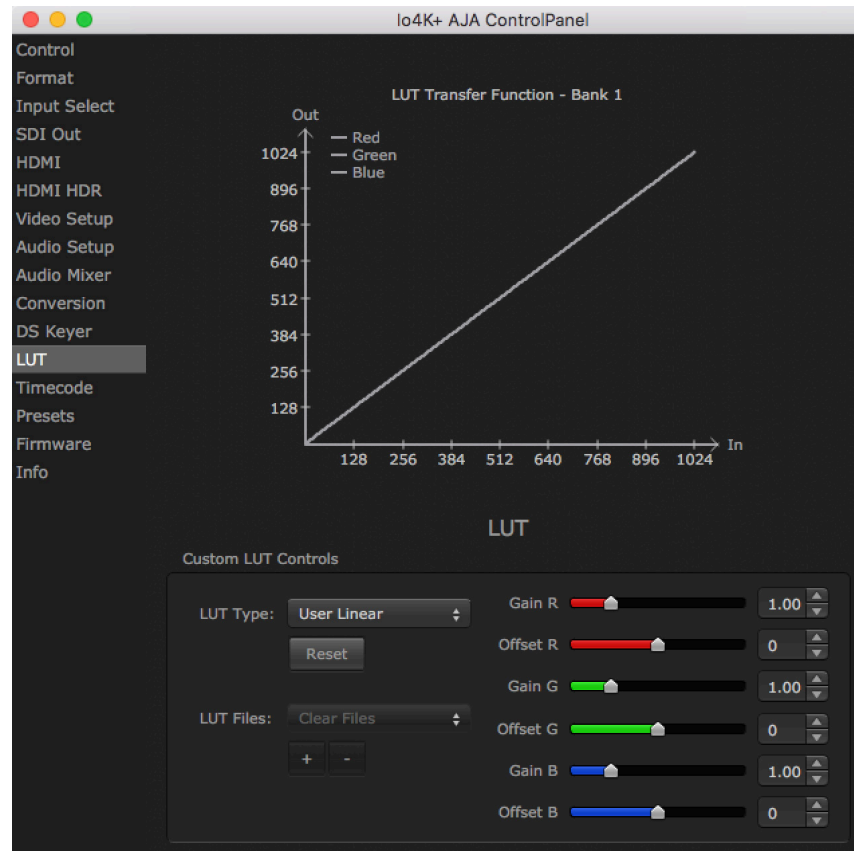 Io4K+ AJA ControlPanel
Control
Format
Input Select
SDI Out
HDMI
HDMI HDR
Video Setup
Audio Setup
Audio Mixer
Conversion
DS Keyer
LUT
Timecode
Presets
Firmware
Info
LUT Transfer Function - Bank 1
Out
Red
Green
Blue
1024
896
768
640
512
384
256
128
128 256 384 512 640 768 896 1024
In
LUT
Custom LUT Controls
LUT Type: User Linear
Reset
LUT Files: Clear Files
+ -
Gain R 1.00
Offset R 0
Gain G 1.00
Offset G 0
Gain B 1.00
Offset B 0